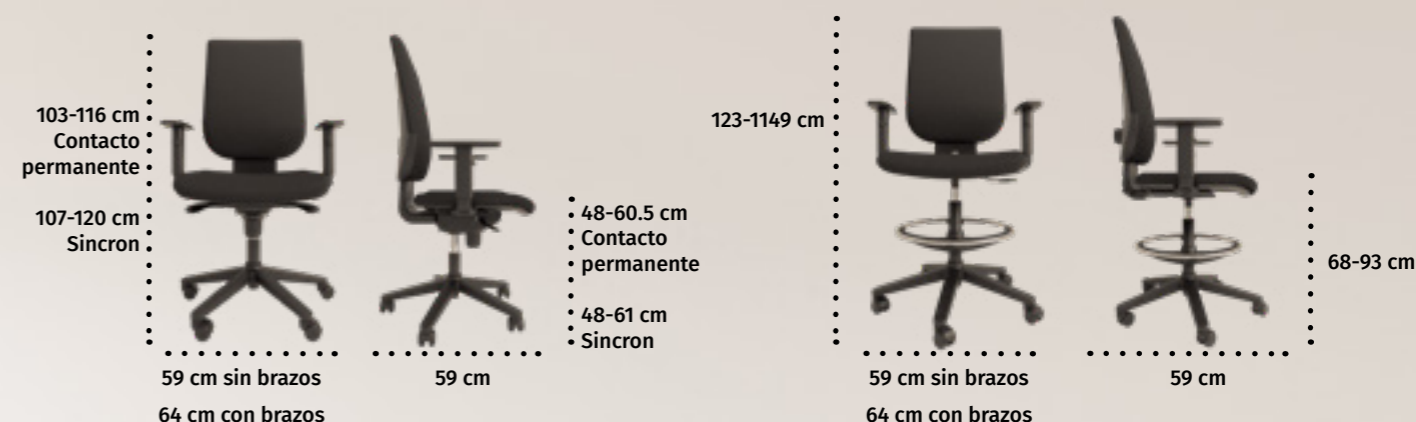 103-116 cm
Contacto
permanente
107-120 cm
Sincron
48-60.5 cm
Contacto
permanente
48-61 cm
Sincron
59 cm sin brazos
64 cm con brazos
59 cm
123-1149 cm
68-93 cm
59 cm sin brazos
64 cm con brazos
59 cm